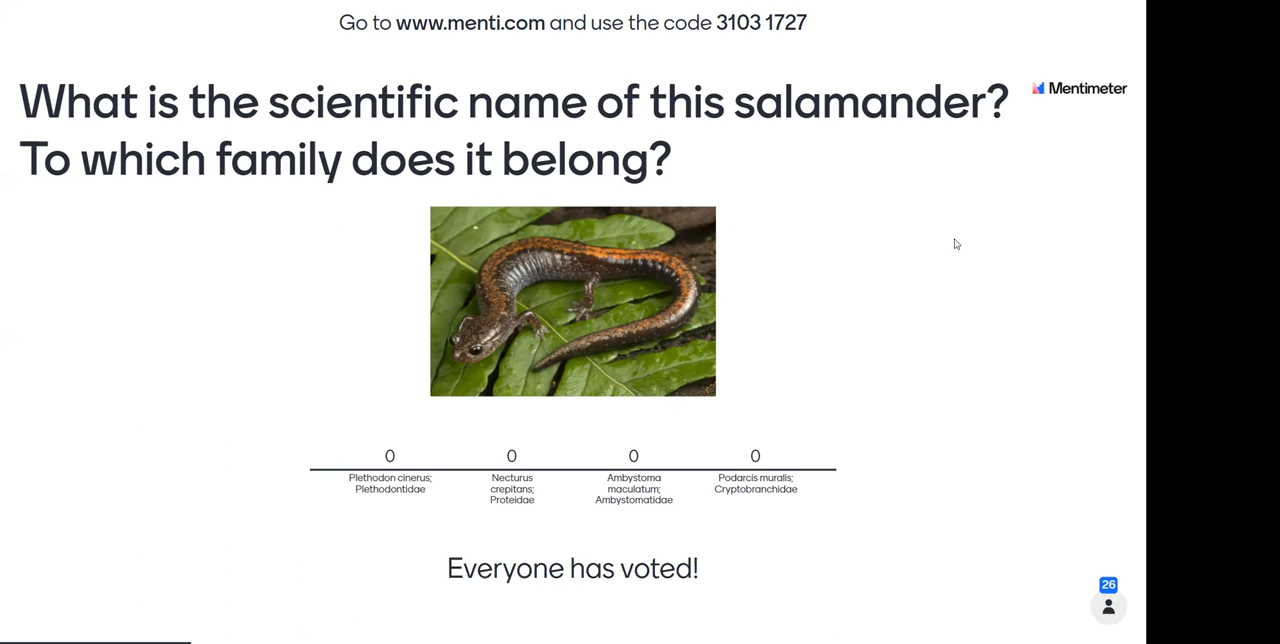 Go to www.menti.com and use the code 3103 1727
What is the scientific name of this salamander?
To which family does it belong?
Mentimeter
0 0 0 0
Plethodon cinerus;
Plethodontidae
Necturus
crepitans;
Proteidae
Ambystoma
maculatum;
Ambystomatidae
Podarcis muralis;
Cryptobranchidae
Everyone has voted!
26